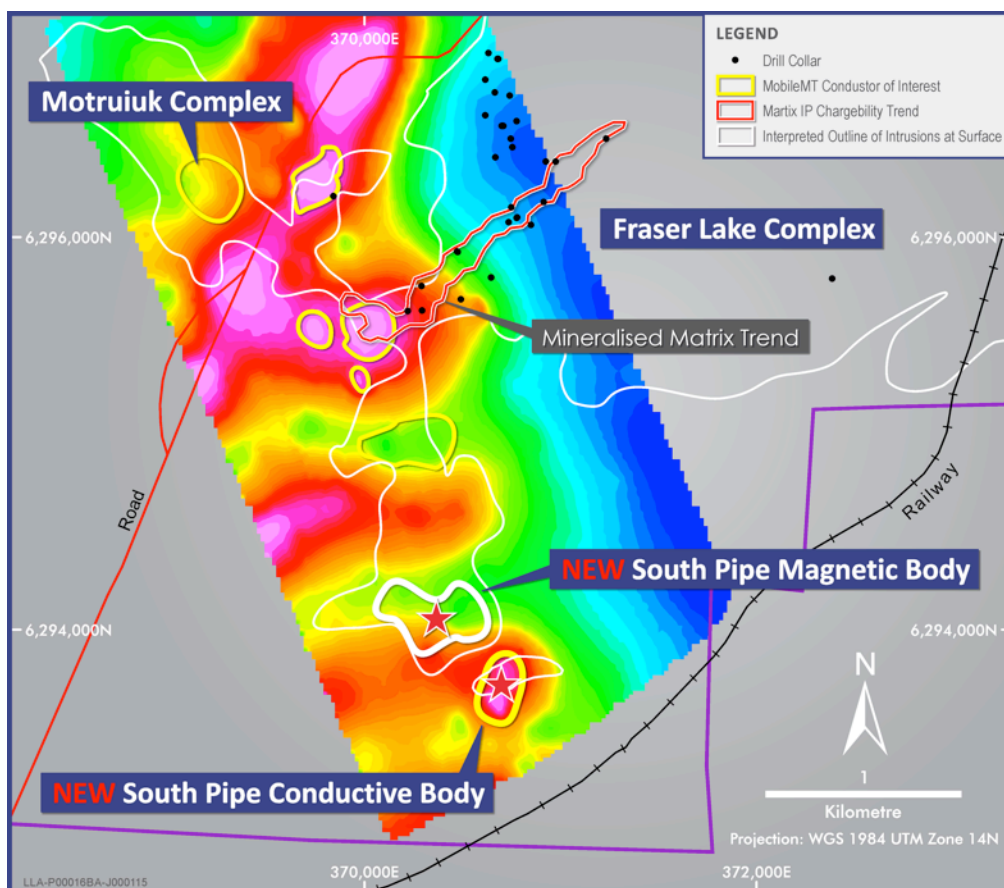 370,000E
LEGEND
Drill Collar
MobileMT Condustor of Interest
Martix IP Chargebility Trend
Interpreted Outline of Intrusions at Surface
Motruiuk Complex
6,296,000N
Fraser Lake Complex
6,296,000N
Mineralised Matrix Trend
Road
Railway
NEW South Pipe Magnetic Body
6,294,000N
6,294,000N
N
NEW South Pipe Conductive Body
1
Kilometre
Projection: WGS 1984 UTM Zone 14N
370,000E
372,000E
LLA-P00016BA-J000115